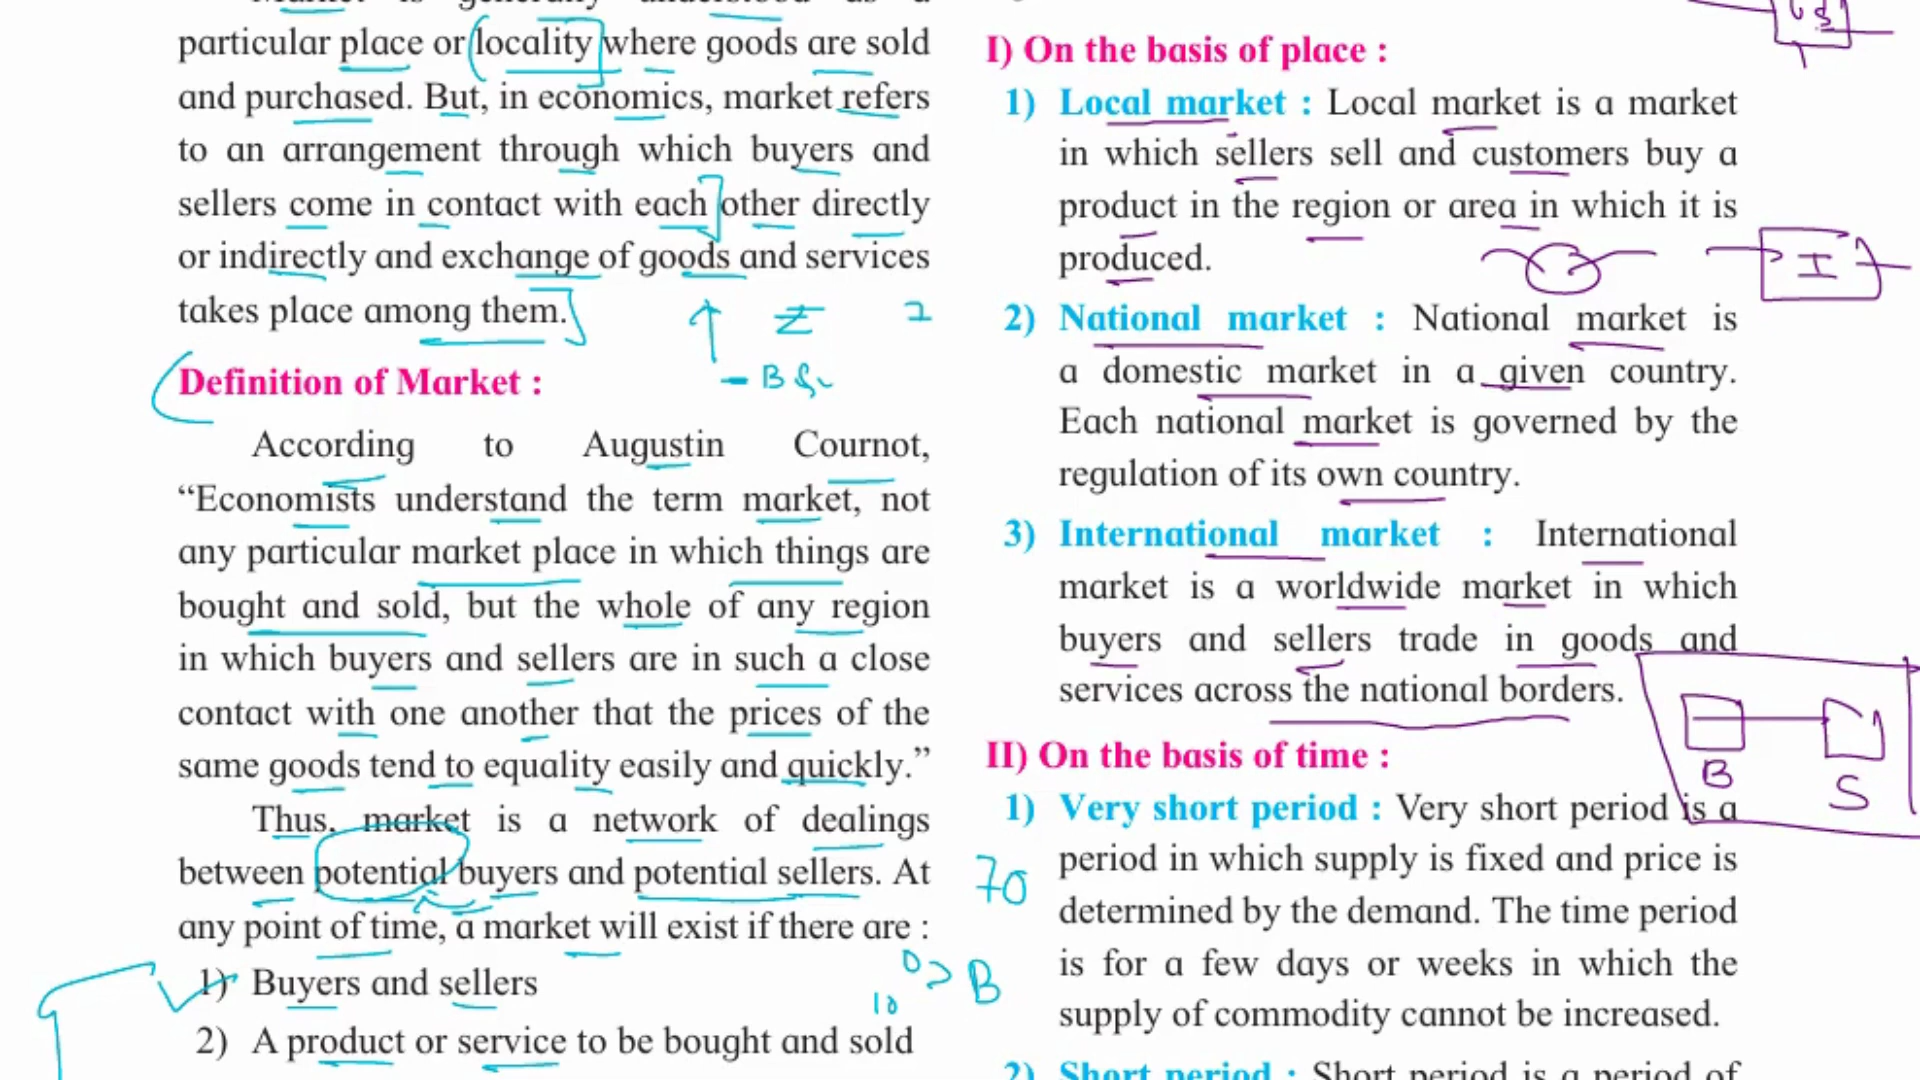 particular place or locality where goods are sold
and purchased. But, in economics, market refers
to an arrangement through which buyers and
sellers come in contact with each other directly
or indirectly and exchange of goods and services
takes place among them.
B
Definition of Market :
According to Augustin Cournot,
“Economists understand the term market, not
any particular market place in which things are
bought and sold, but the whole of any region
in which buyers and sellers are in such a close
contact with one another that the prices of the
same goods tend to equality easily and quickly.”
Thus, market is a network of dealings
between potential buyers and potential sellers. At
any point of time, a market will exist if there are :
1) Buyers and sellers
10 > B
2) A product or service to be bought and sold
I) On the basis of place :
1) Local market : Local market is a market
in which sellers sell and customers buy a
product in the region or area in which it is
produced.
I
2) National market : National market is
a domestic market in a given country.
Each national market is governed by the
regulation of its own country.
3) International market : International
market is a worldwide market in which
buyers and sellers trade in goods and
services across the national borders.
B S
II) On the basis of time :
1) Very short period : Very short period is a
70
period in which supply is fixed and price is
determined by the demand. The time period
is for a few days or weeks in which the
supply of commodity cannot be increased.
2) Short period : Short period is a period of